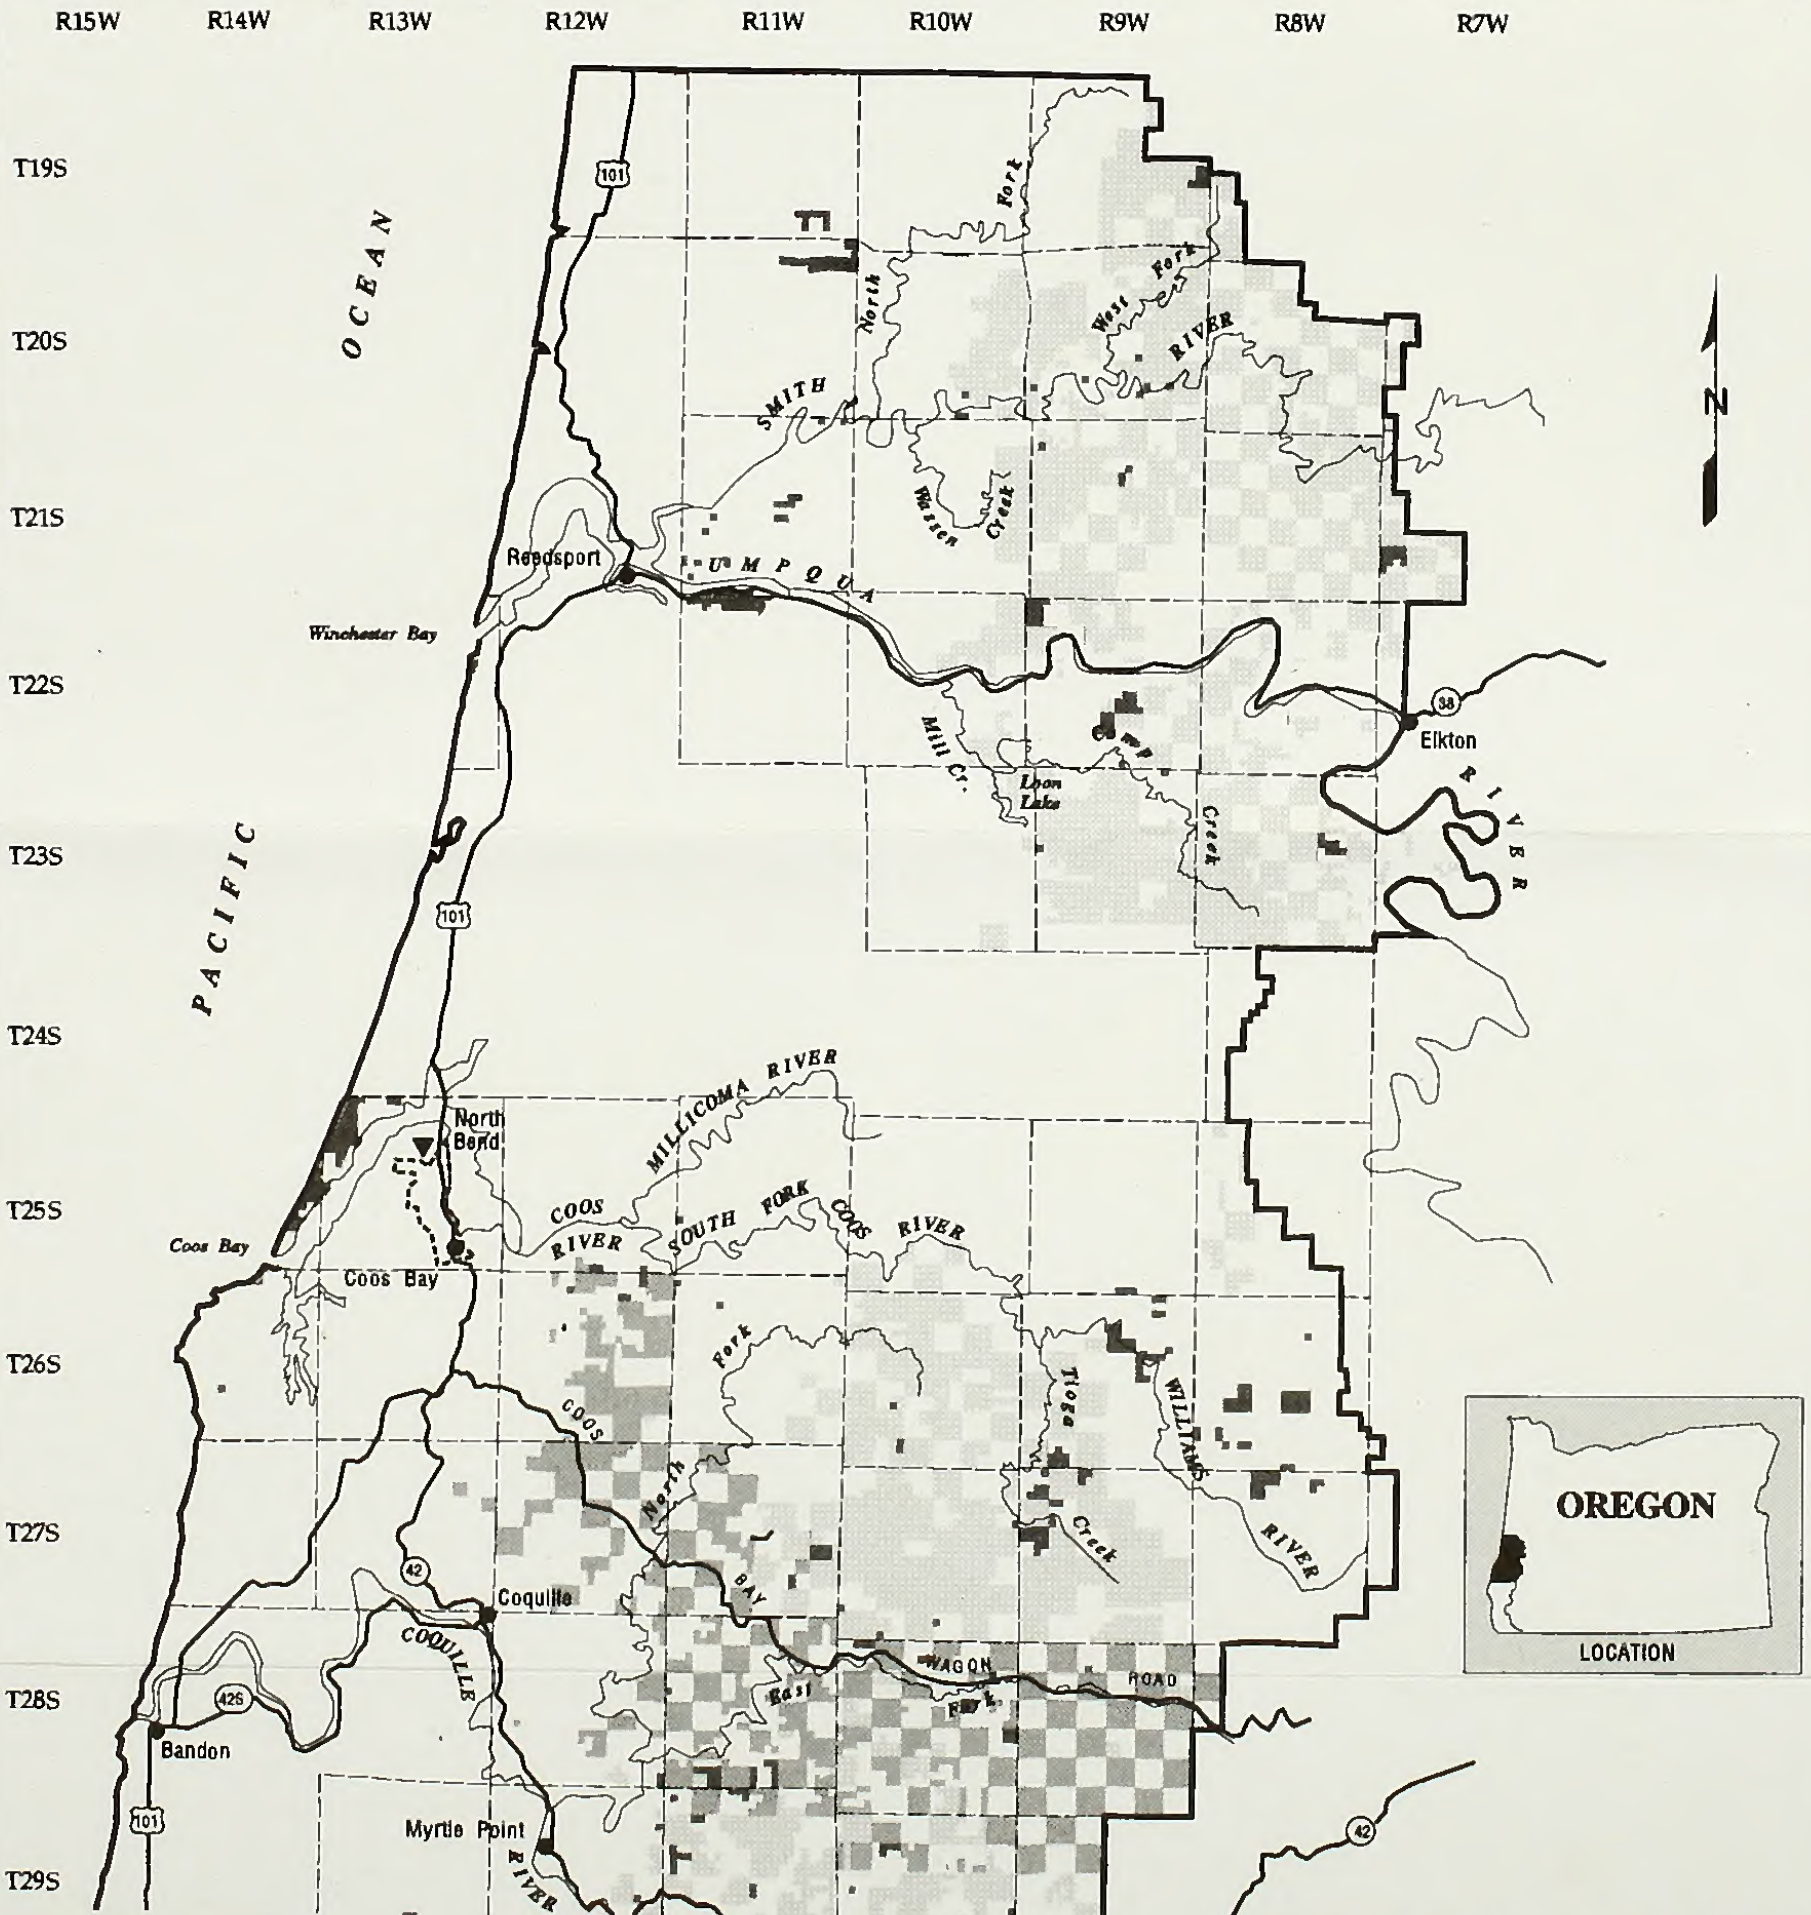 R15W R14W R13W R12W R11W R10W R9W R8W R7W
T19S
T20S
T21S
T22S
T23S
T24S
T25S
T26S
T27S
T28S
T29S
101
Fork
OCEAN
North
West Fork
RIVER
SMITH
N
Wassen Creek
Reedsport
UMPQUA
Winchester Bay
38
Elkton
Mill Cr.
Camp
Loon
Lake
Creek
RIVER
PACIFIC
101
MILLICOMA RIVER
North
Bend
COOS
RIVER
SOUTH FORK COOS RIVER
Coos Bay
Coos Bay
Fork
Tioga
WILLIAMS
COOS
North
OREGON
Creek
RIVER
42
BAY
Coquille
COQUILLE
LOCATION
WAGON ROAD
East Fork
42S
Bandon
101
Myrtle Point
42
RIVER